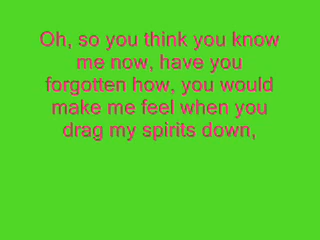 Oh, so you think you know
me now, have you
forgotten how, you would
make me feel when you
drag my spirits down,